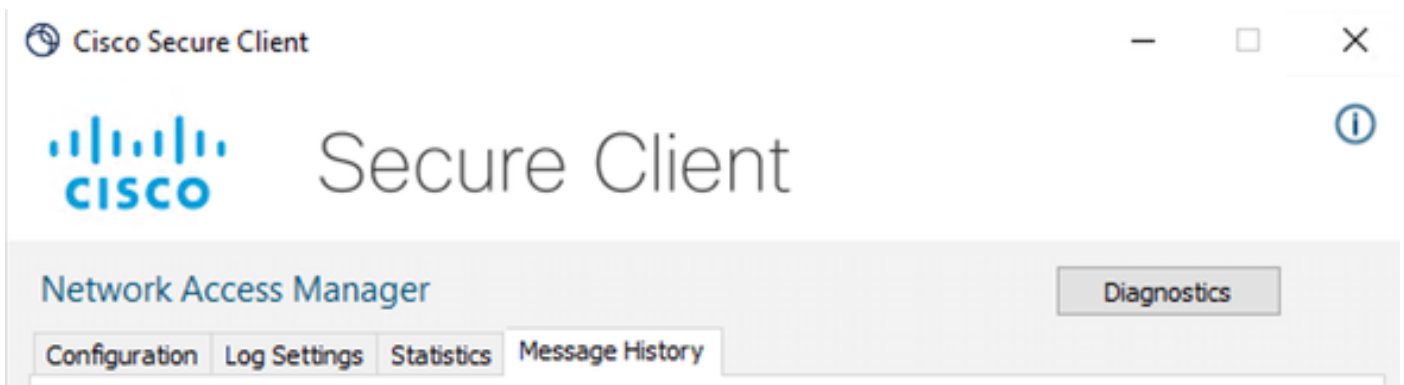 Cisco Secure Client
CISCO Secure Client
Network Access Manager Diagnostics
Configuration Log Settings Statistics Message History